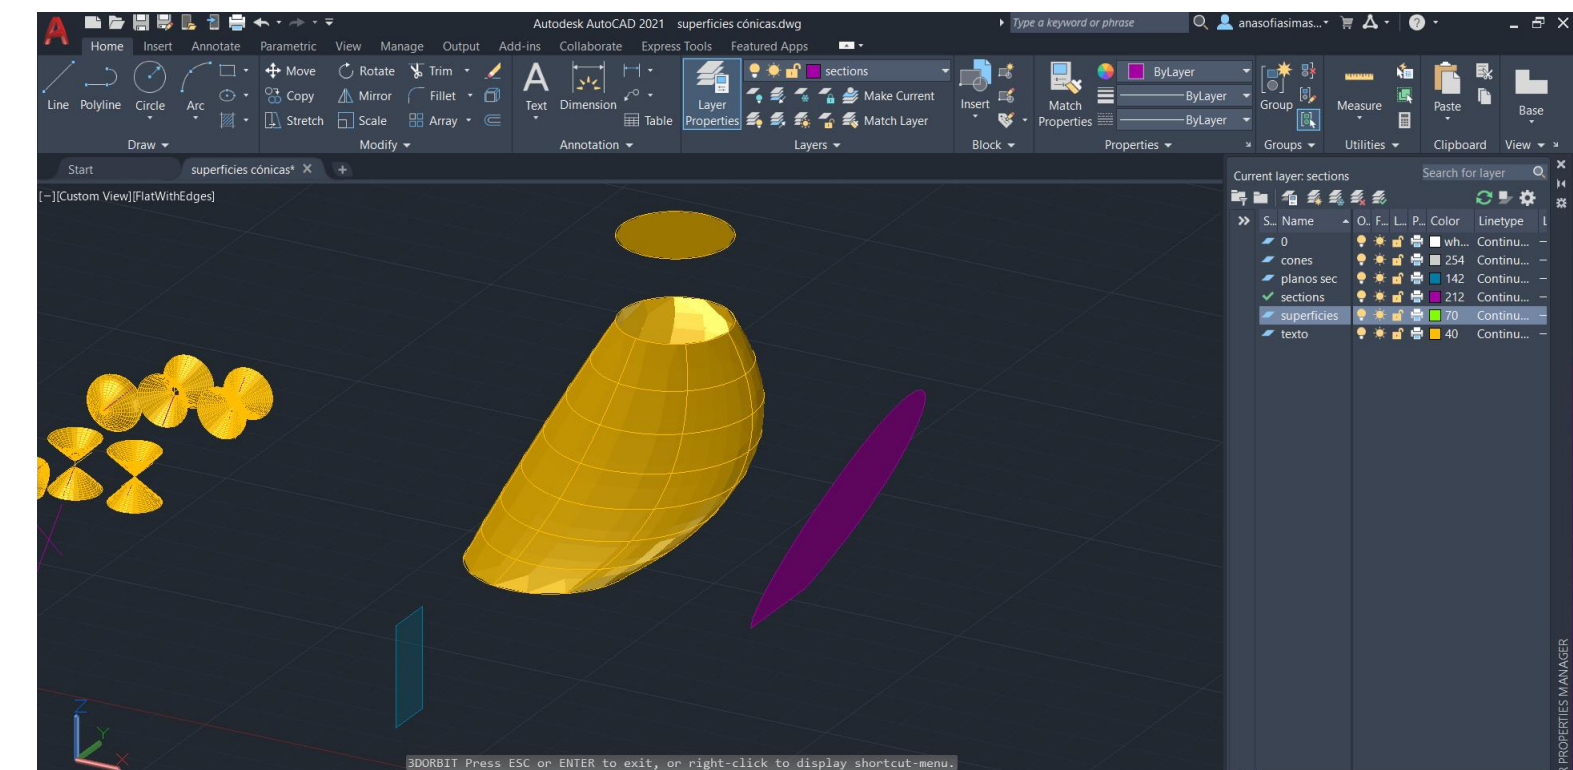 Autodesk AutoCAD 2021 superficies cónicas.dwg Type a keyword or phrase anasofiasimas...
Home Insert Annotate Parametric View Manage Output Add-ins Collaborate Express Tools Featured Apps
Move Rotate Trim sections ByLayer
Line Polyline Circle Arc Copy Mirror Fillet Text Dimension Layer Properties Make Current Insert Match Properties ByLayer Group Measure Paste Base
Stretch Scale Array Table Match Layer ByLayer
Draw Modify Annotation Layers Block Properties Groups Utilities Clipboard View
Start superficies cónicas* X +
[−][Custom View][FlatWithEdges]
Current layer: sections Search for layer
S... Name O.. F... L... P... Color Linetype L
0 wh... Continu...
cones 254 Continu...
planos sec 142 Continu...
sections 212 Continu...
superficies 70 Continu...
texto 40 Continu...
Z
Y
X
3DORBIT Press ESC or ENTER to exit, or right-click to display shortcut-menu.
R PROPERTIES MANAGER